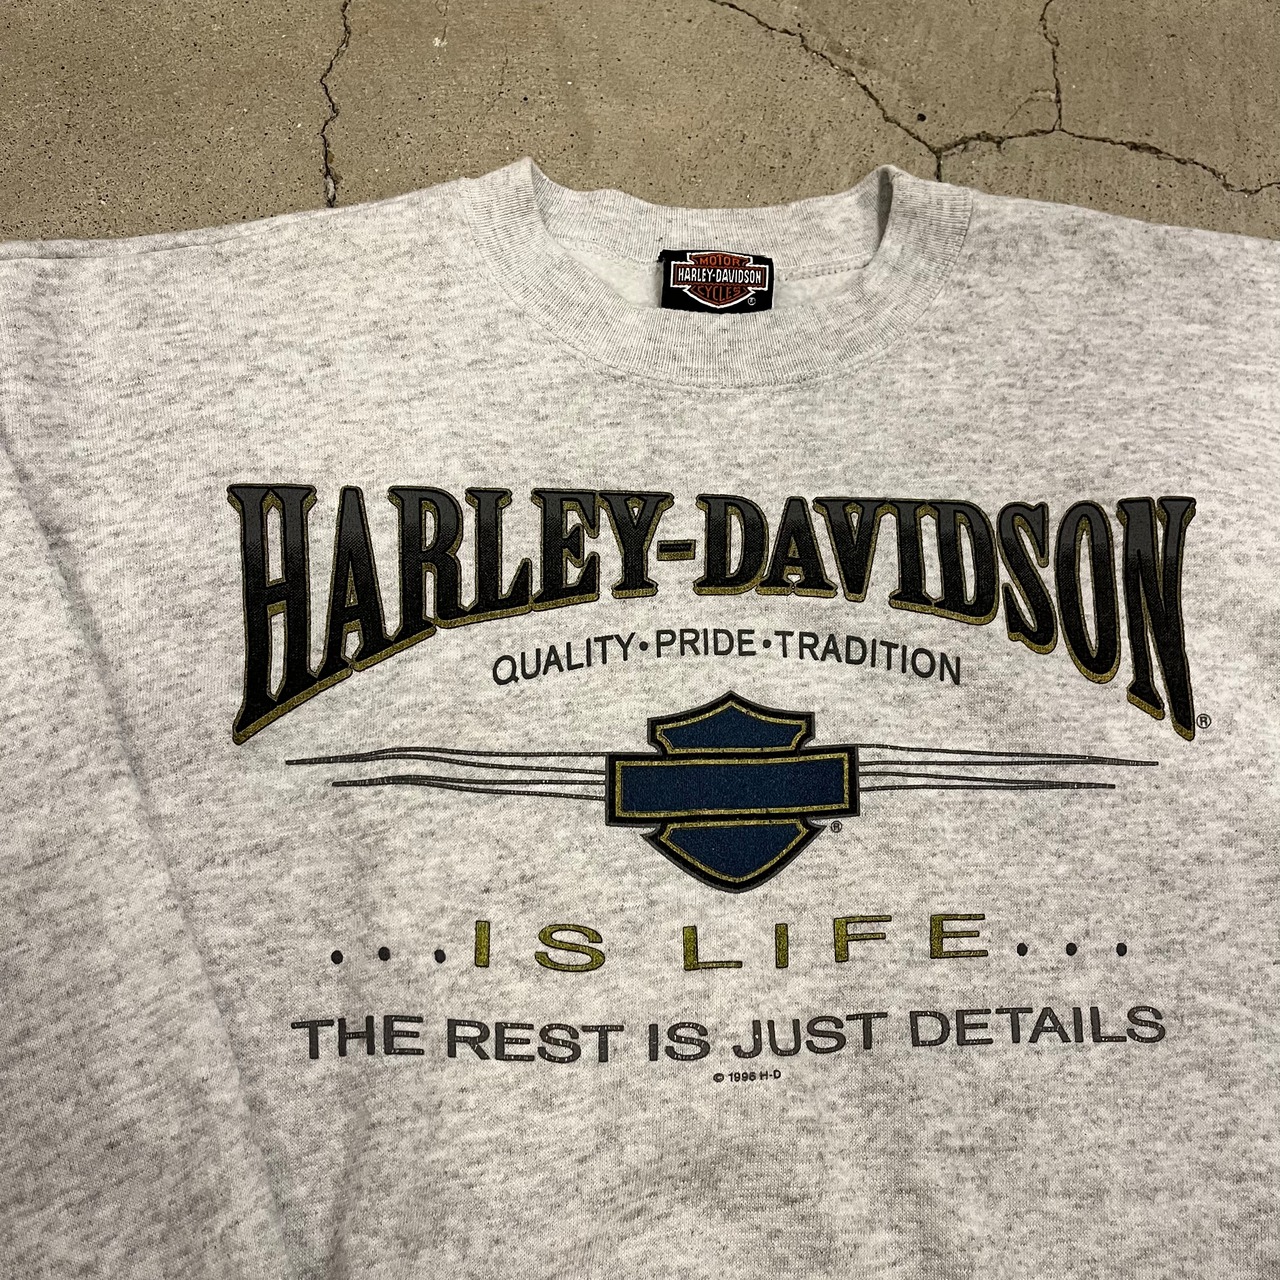 MOTOR
HARLEY-DAVIDSON
CYCLES
®
HARLEY-DAVIDSON®
QUALITY•PRIDE•TRADITION
®
...IS LIFE...
THE REST IS JUST DETAILS
© 1996 H-D